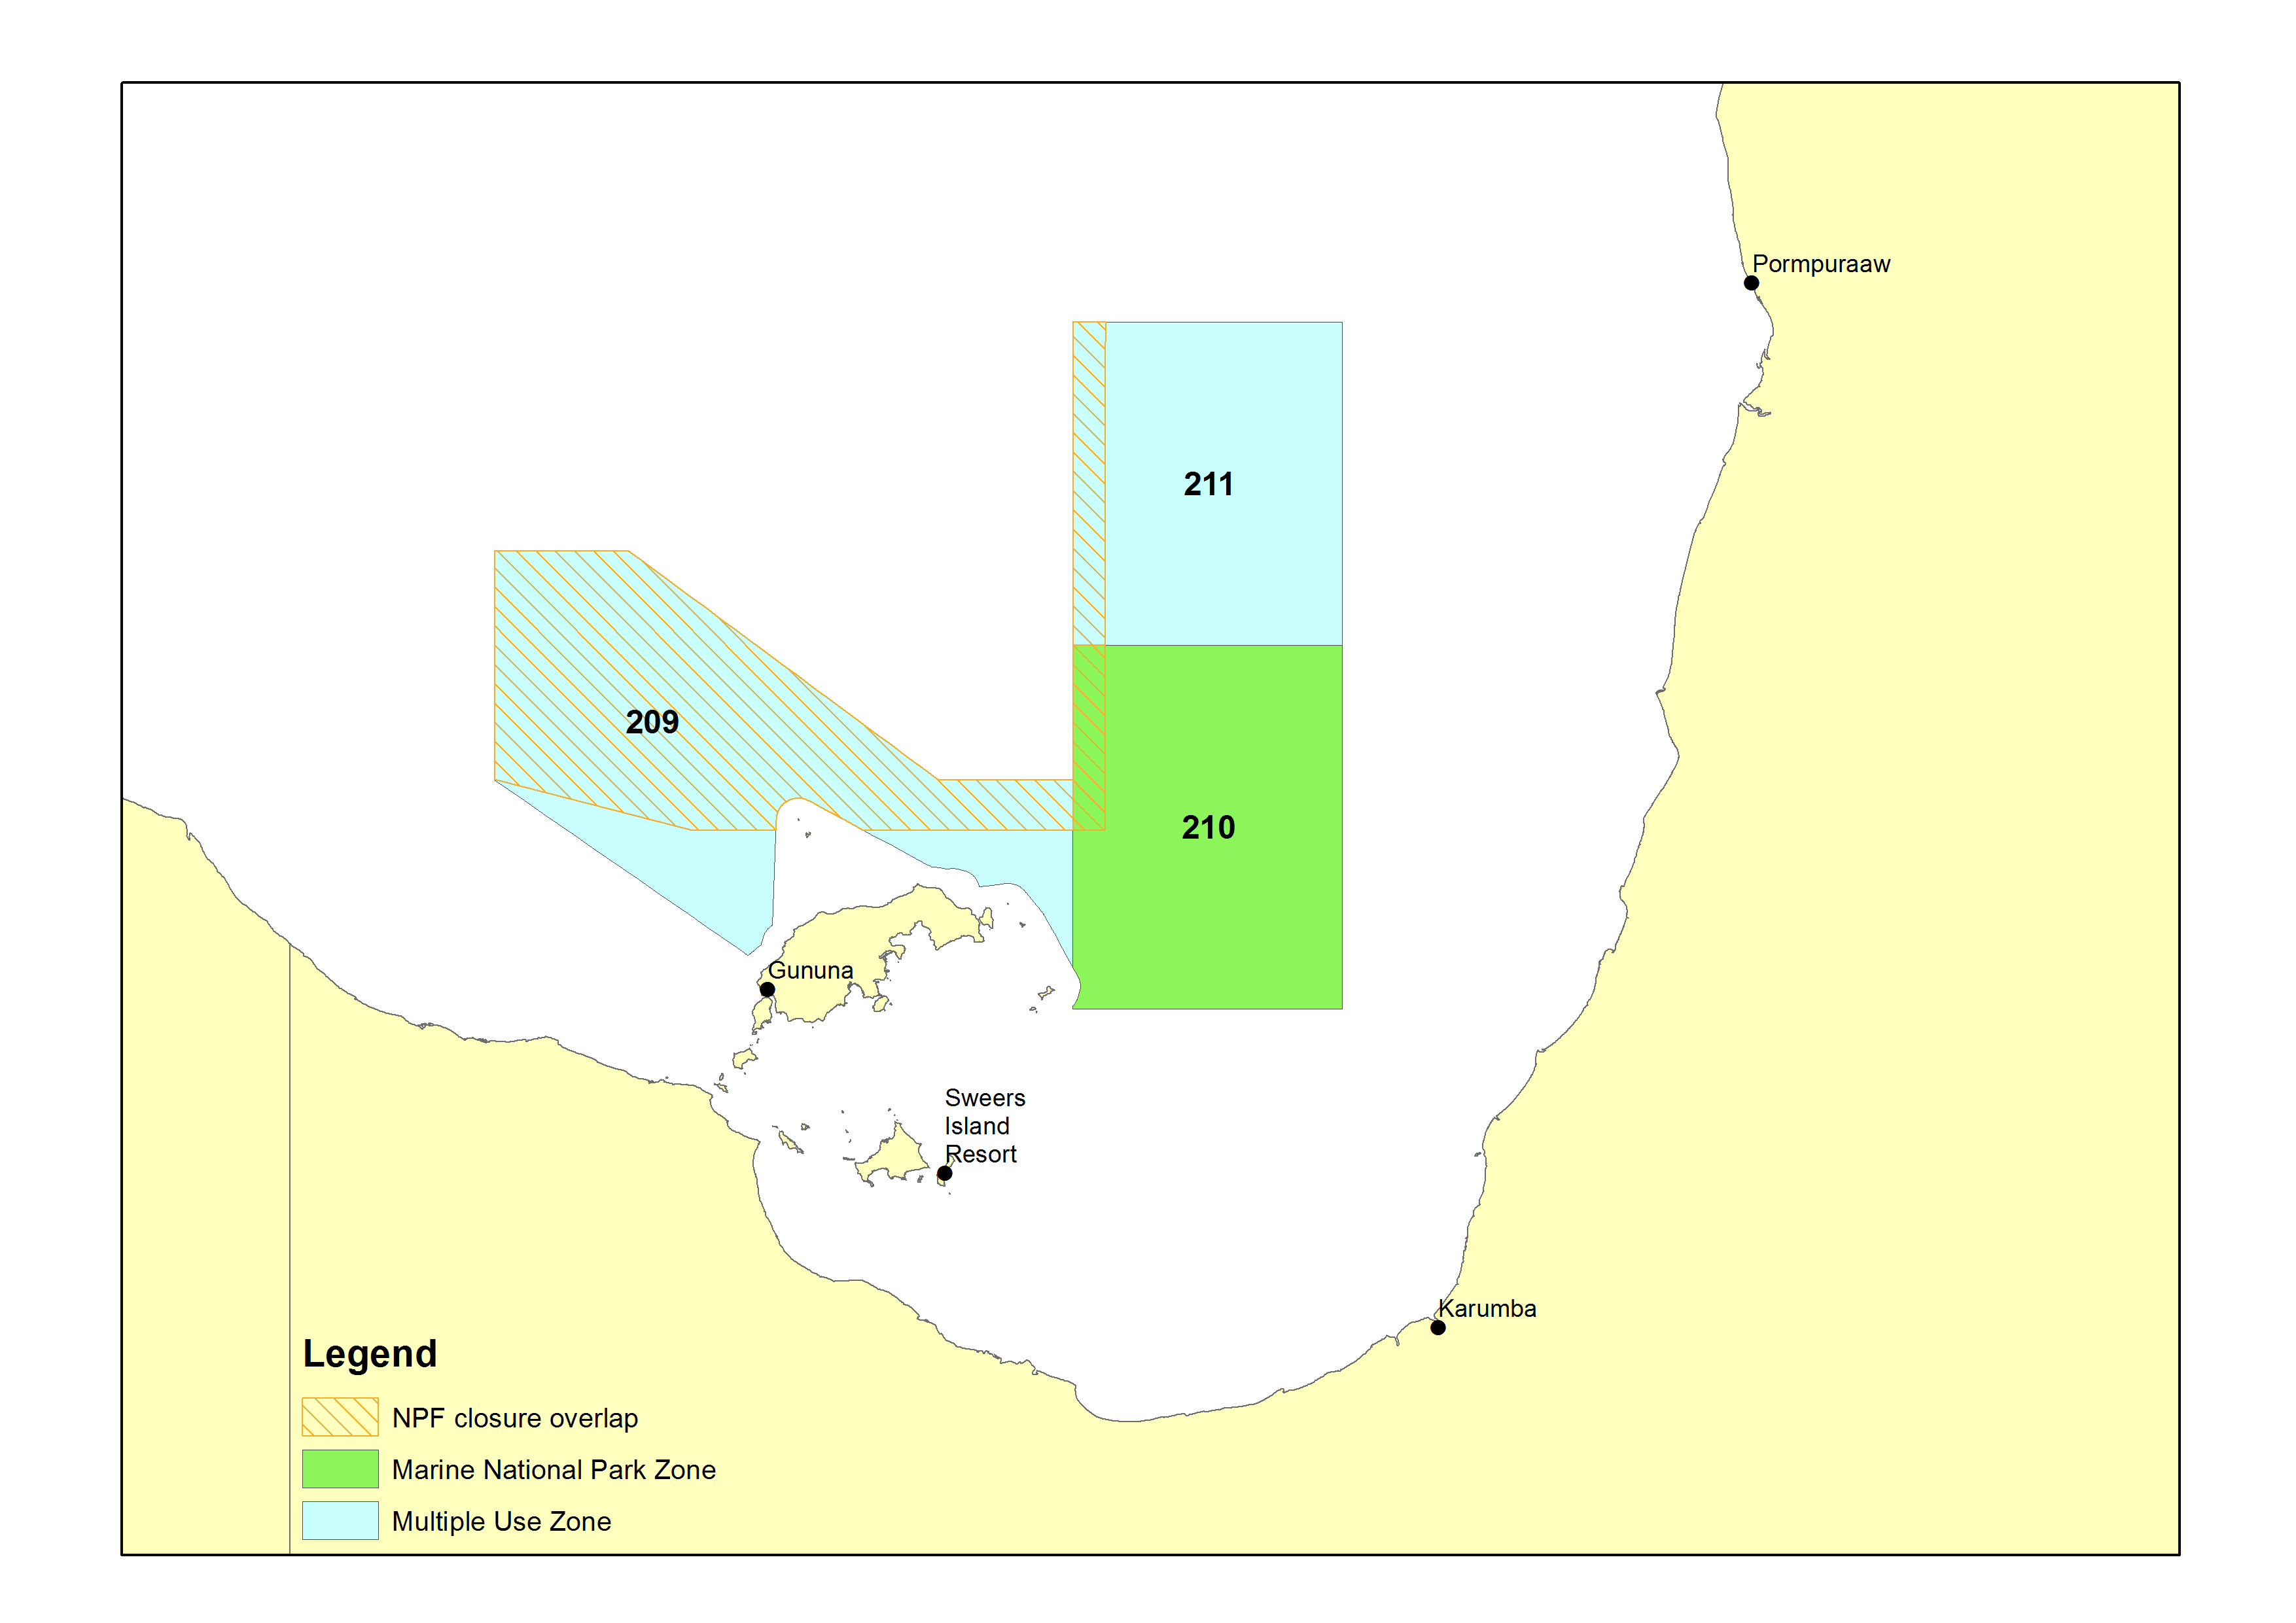 Pormpuraaw
211
209
210
Gununa
Sweers
Island
Resort
Karumba
Legend
NPF closure overlap
Marine National Park Zone
Multiple Use Zone